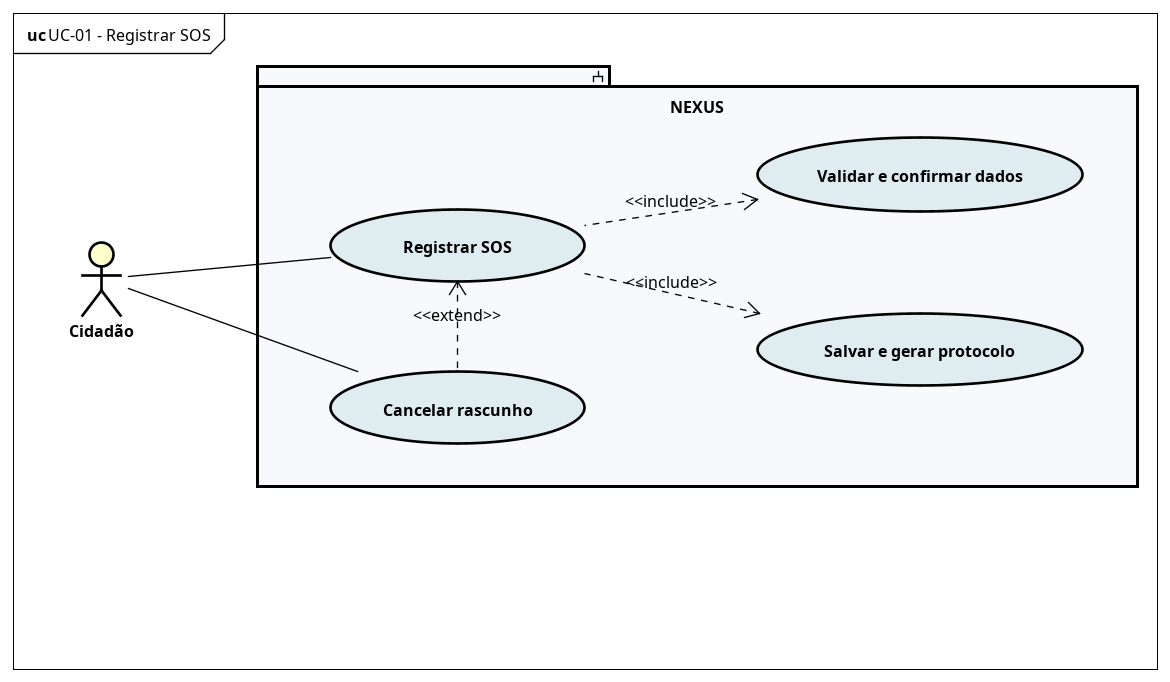 uc UC-01 - Registrar SOS
NEXUS
Validar e confirmar dados
<<include>>
Registrar SOS
<<include>>
<<extend>>
Cidadão
Salvar e gerar protocolo
Cancelar rascunho